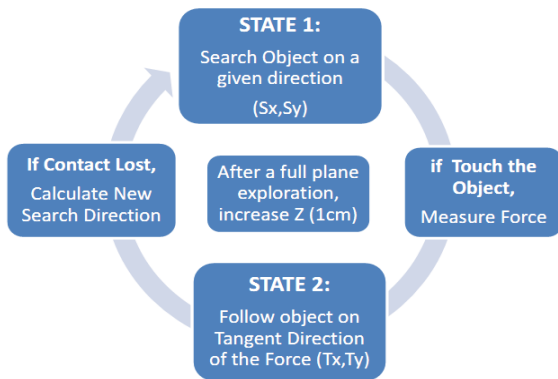 STATE 1:
Search Object on a
given direction
(Sx,Sy)
If Contact Lost,
Calculate New
Search Direction
After a full plane
exploration,
increase Z (1cm)
if Touch the
Object,
Measure Force
STATE 2:
Follow object on
Tangent Direction
of the Force (Tx,Ty)